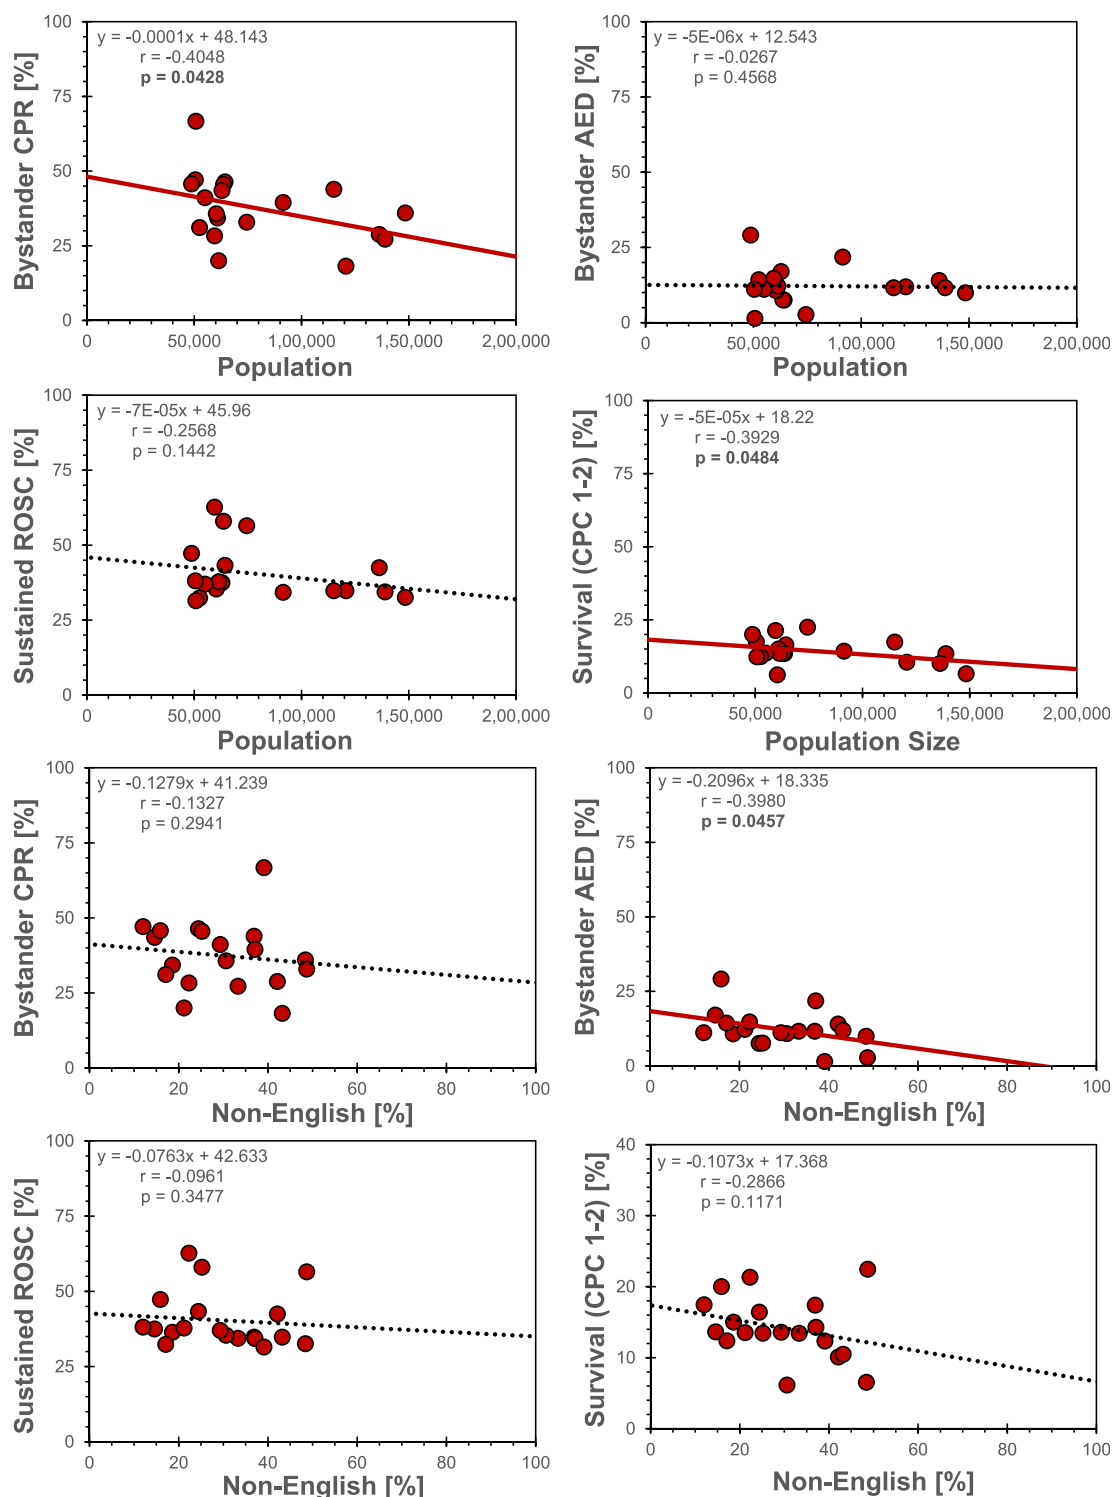 y = -0.0001x + 48.143
r = -0.4048
p = 0.0428
Bystander CPR [%]
100
75
50
25
0
0 50,000 1,00,000 1,50,000 2,00,000
Population
y = -5E-06x + 12.543
r = -0.0267
p = 0.4568
Bystander AED [%]
100
75
50
25
0
0 50,000 1,00,000 1,50,000 2,00,000
Population
y = -7E-05x + 45.96
r = -0.2568
p = 0.1442
Sustained ROSC [%]
100
75
50
25
0
0 50,000 1,00,000 1,50,000 2,00,000
Population
y = -5E-05x + 18.22
r = -0.3929
p = 0.0484
Survival (CPC 1-2) [%]
100
75
50
25
0
0 50,000 1,00,000 1,50,000 2,00,000
Population Size
y = -0.1279x + 41.239
r = -0.1327
p = 0.2941
Bystander CPR [%]
100
75
50
25
0
0 20 40 60 80 100
Non-English [%]
y = -0.2096x + 18.335
r = -0.3980
p = 0.0457
Bystander AED [%]
100
75
50
25
0
0 20 40 60 80 100
Non-English [%]
y = -0.0763x + 42.633
r = -0.0961
p = 0.3477
Sustained ROSC [%]
100
75
50
25
0
0 20 40 60 80 100
Non-English [%]
y = -0.1073x + 17.368
r = -0.2866
p = 0.1171
Survival (CPC 1-2) [%]
40
30
20
10
0
0 20 40 60 80 100
Non-English [%]